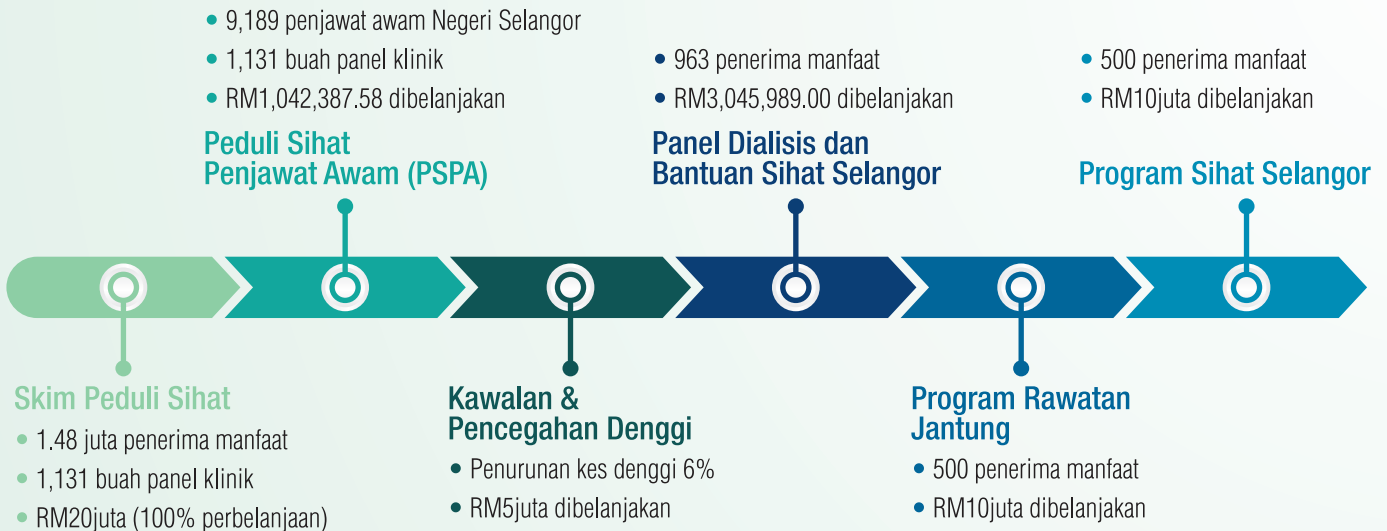 • 9,189 penjawat awam Negeri Selangor
• 1,131 buah panel klinik
• RM1,042,387.58 dibelanjakan
Peduli Sihat
Penjawat Awam (PSPA)
• 963 penerima manfaat
• RM3,045,989.00 dibelanjakan
Panel Dialisis dan
Bantuan Sihat Selangor
• 500 penerima manfaat
• RM10juta dibelanjakan
Program Sihat Selangor
Skim Peduli Sihat
• 1.48 juta penerima manfaat
• 1,131 buah panel klinik
• RM20juta (100% perbelanjaan)
Kawalan &
Pencegahan Denggi
• Penurunan kes denggi 6%
• RM5juta dibelanjakan
Program Rawatan
Jantung
• 500 penerima manfaat
• RM10juta dibelanjakan